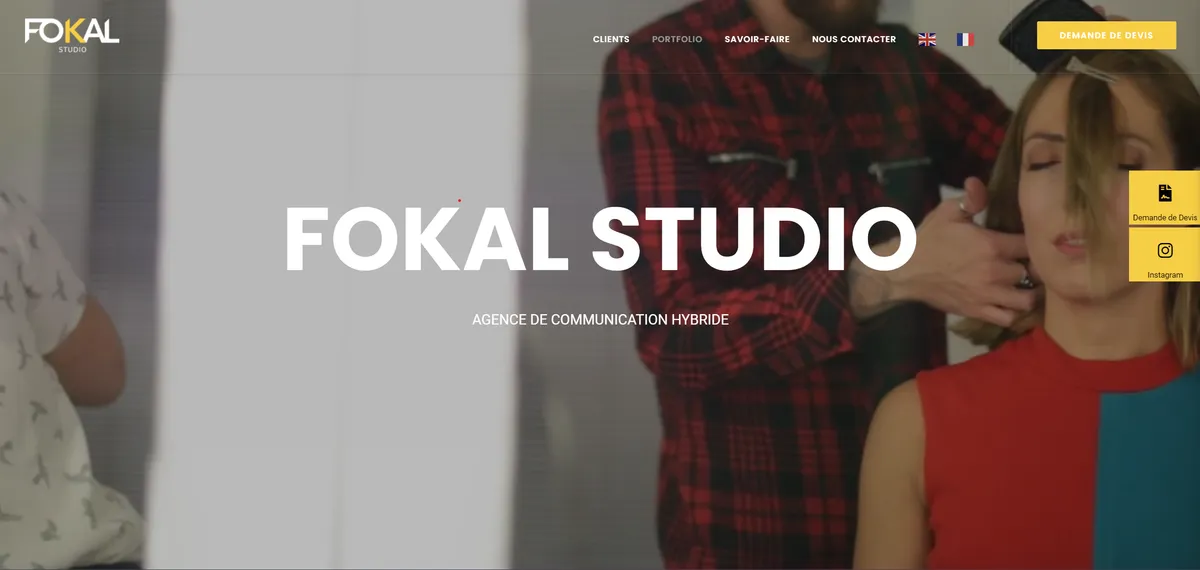 FOKAL
STUDIO
CLIENTS
PORTFOLIO
SAVOIR-FAIRE
NOUS CONTACTER
DEMANDE DE DEVIS
FOKAL STUDIO
AGENCE DE COMMUNICATION HYBRIDE
Demande de Devis
Instagram